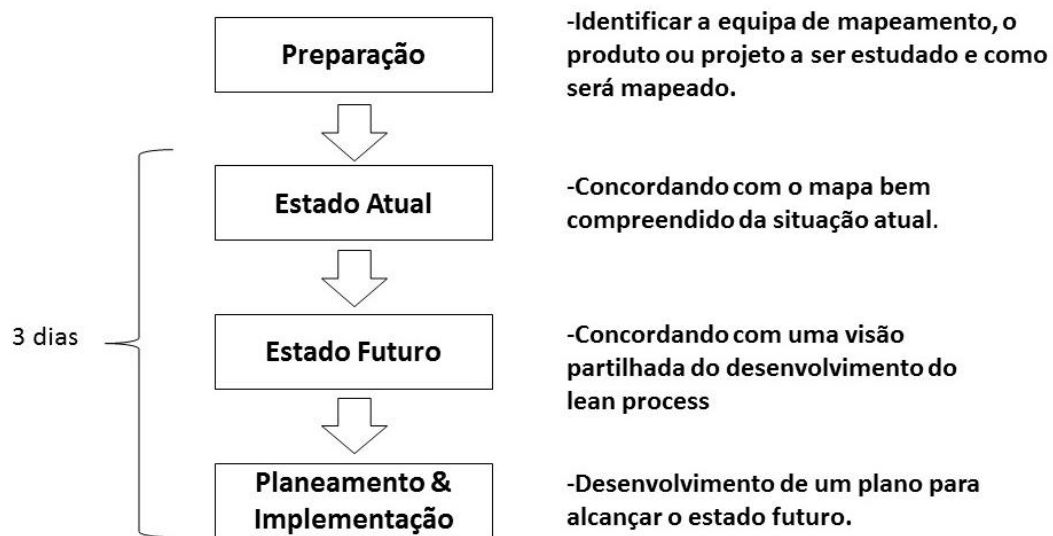 Preparação
-Identificar a equipa de mapeamento, o
produto ou projeto a ser estudado e como
será mapeado.
Estado Atual
-Concordando com o mapa bem
compreendido da situação atual.
3 dias
Estado Futuro
-Concordando com uma visão
partilhada do desenvolvimento do
lean process
Planeamento &
Implementação
-Desenvolvimento de um plano para
alcançar o estado futuro.